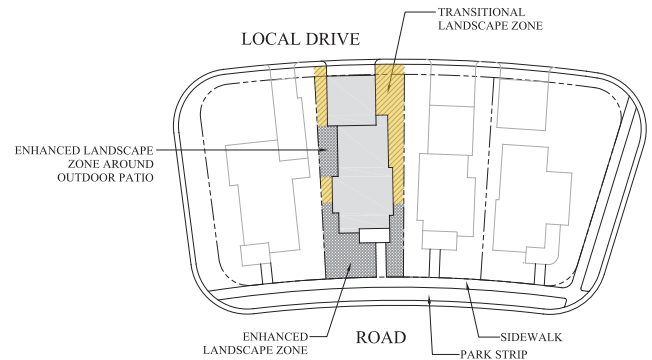 TRANSITIONAL
LANDSCAPE ZONE
LOCAL DRIVE
ENHANCED LANDSCAPE
ZONE AROUND
OUTDOOR PATIO
ENHANCED
LANDSCAPE ZONE
ROAD
SIDEWALK
PARK STRIP